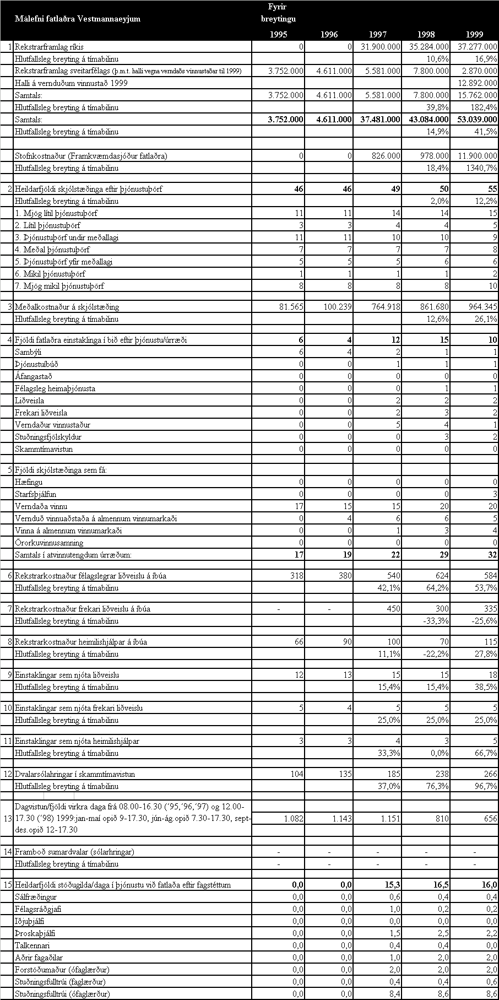 Fyrir
Málefni fatlaðra Vestmannaeyjum breytingu
1995 1996 1997 1998 1999
1 Rekstrarframlag ríkis 0 0 31.900.000 35.284.000 37.277.000
Hlutfallsleg breyting á tímabilinu 10,6% 16,9%
Rekstrarframlag sveitarfélags (þ.m.t. halli vegna verndaðs vinnustaðar til 1999) 3.752.000 4.611.000 5.581.000 7.800.000 2.870.000
Halli á vernduðum vinnustað 1999 12.892.000
Samtals: 3.752.000 4.611.000 5.581.000 7.800.000 15.762.000
Hlutfallsleg breyting á tímabilinu 39,8% 182,4%
Samtals: 3.752.000 4.611.000 37.481.000 43.084.000 53.039.000
Hlutfallsleg breyting á tímabilinu 14,9% 41,5%
Stofnkostnaður (Framkvæmdasjóður fatlaðra) 0 0 826.000 978.000 11.900.000
Hlutfallsleg breyting á tímabilinu 18,4% 1340,7%
2 Heildarfjöldi skjólstæðinga eftir þjónustuþörf 46 46 49 50 55
Hlutfallsleg breyting á tímabilinu 2,0% 12,2%
1. Mjög lítil þjónustuþörf 11 11 14 14 15
2. Lítil þjónustuþörf 3 3 4 4 5
3. Þjónustuþörf undir meðallagi 11 11 10 10 9
4. Meðal þjónustuþörf 7 7 7 7 8
5. Þjónustuþörf yfir meðallagi 5 5 5 6 6
6. Mikil þjónustuþörf 1 1 1 1 2
7. Mjög mikil þjónustuþörf 8 8 8 8 10
3 Meðalkostnaður á skjólstæðing 81.565 100.239 764.918 861.680 964.345
Hlutfallsleg breyting á tímabilinu 12,6% 26,1%
4 Fjöldi fatlaðra einstaklinga í bið eftir þjónustu/úrræði 6 4 12 15 10
Sambýli 6 4 2 1 1
Þjónustuíbúð 0 0 1 1 1
Áfangastað 0 0 0 0 0
Félagsleg heimaþjónusta 0 0 0 1 1
Liðveisla 0 0 2 2 2
Frekari liðveisla 0 0 2 3 2
Verndaður vinnustaður 0 0 5 4 1
Stuðningsfjölskyldur 0 0 0 3 2
Skammtímavistun 0 0 0 0 0
5 Fjöldi skjólstæðinga sem fá:
Hæfingu 0 0 0 0 0
Starfsþjálfun 0 0 0 0 3
Verndaða vinnu 17 15 15 20 20
Vernduð vinnuaðstaða á almennum vinnumarkaði 0 4 6 6 5
Vinna á almennum vinnumarkaði 0 0 1 3 4
Örorkuvinnusamning 0 0 0 0 0
Samtals í atvinnutengdum úrræðum: 17 19 22 29 32
6 Rekstrarkostnaður félagslegrar liðveislu á íbúa 318 380 540 624 584
Hlutfallsleg breyting á tímabilinu 42,1% 64,2% 53,7%
7 Rekstrarkostnaður frekari liðveislu á íbúa - - 450 300 335
Hlutfallsleg breyting á tímabilinu -33,3% -25,6%
8 Rekstrarkostnaður heimilishjálpar á íbúa 66 90 100 70 115
Hlutfallsleg breyting á tímabilinu 11,1% -22,2% 27,8%
9 Einstaklingar sem njóta liðveislu 12 13 15 15 18
Hlutfallsleg breyting á tímabilinu 15,4% 15,4% 38,5%
10 Einstaklingar sem njóta frekari liðveislu 5 4 5 5 5
Hlutfallsleg breyting á tímabilinu 25,0% 25,0% 25,0%
11 Einstaklingar sem njóta heimilishjálpar 3 3 4 3 5
Hlutfallsleg breyting á tímabilinu 33,3% 0,0% 66,7%
12 Dvalarsólahringar í skammtímavistun 104 135 185 238 266
Hlutfallsleg breyting á tímabilinu 37,0% 76,3% 96,7%
Dagvistun/fjöldi virkra daga frá 08.00-16.30 (´95,´96,´97) og 12.00-
13 17.30 (´98) 1999:jan-maí opið 9-17.30, jún-ág.opið 7.30-17.30, sept- 1.082 1.143 1.151 810 656
des.opið 12-17.30
14 Framboð sumardvalar (sólarhringar) - - - - -
Hlutfallsleg breyting á tímabilinu - - - - -
15 Heildarfjöldi stöðugilda/daga í þjónustu við fatlaða eftir fagstéttum 0,0 0,0 15,3 16,5 16,0
Sálfræðingur 0,0 0,0 0,6 0,4 0,4
Félagsráðgjafi 0,0 0,0 1,0 0,2 0,2
Iðjuþjálfi 0,0 0,0 0,0 0,0 0,0
Þroskaþjálfi 0,0 0,0 1,5 2,5 2,2
Talkennari 0,0 0,0 0,4 0,4 0,0
Aðrir fagaðilar 0,0 0,0 1,0 2,0 2,0
Forstöðumaður (ófaglærður) 0,0 0,0 2,0 2,0 2,0
Stuðningsfulltrúi (faglærður) 0,0 0,0 0,4 0,4 0,6
Stuðningsfulltrúi (ófaglærður) 0,0 0,0 8,4 8,6 8,6